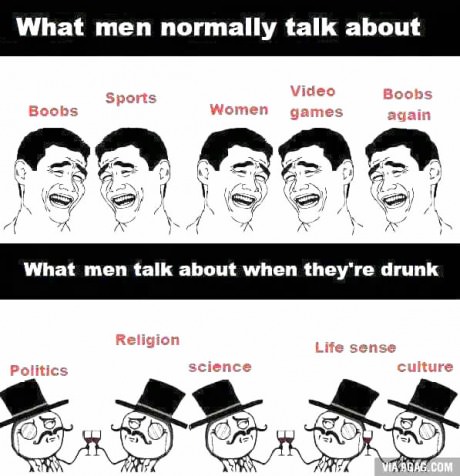 What men normally talk about
Boobs
Sports
Women
Video
games
Boobs
again
What men talk about when they're drunk
Politics
Religion
science
Life sense
culture
VIA 9GAG.COM